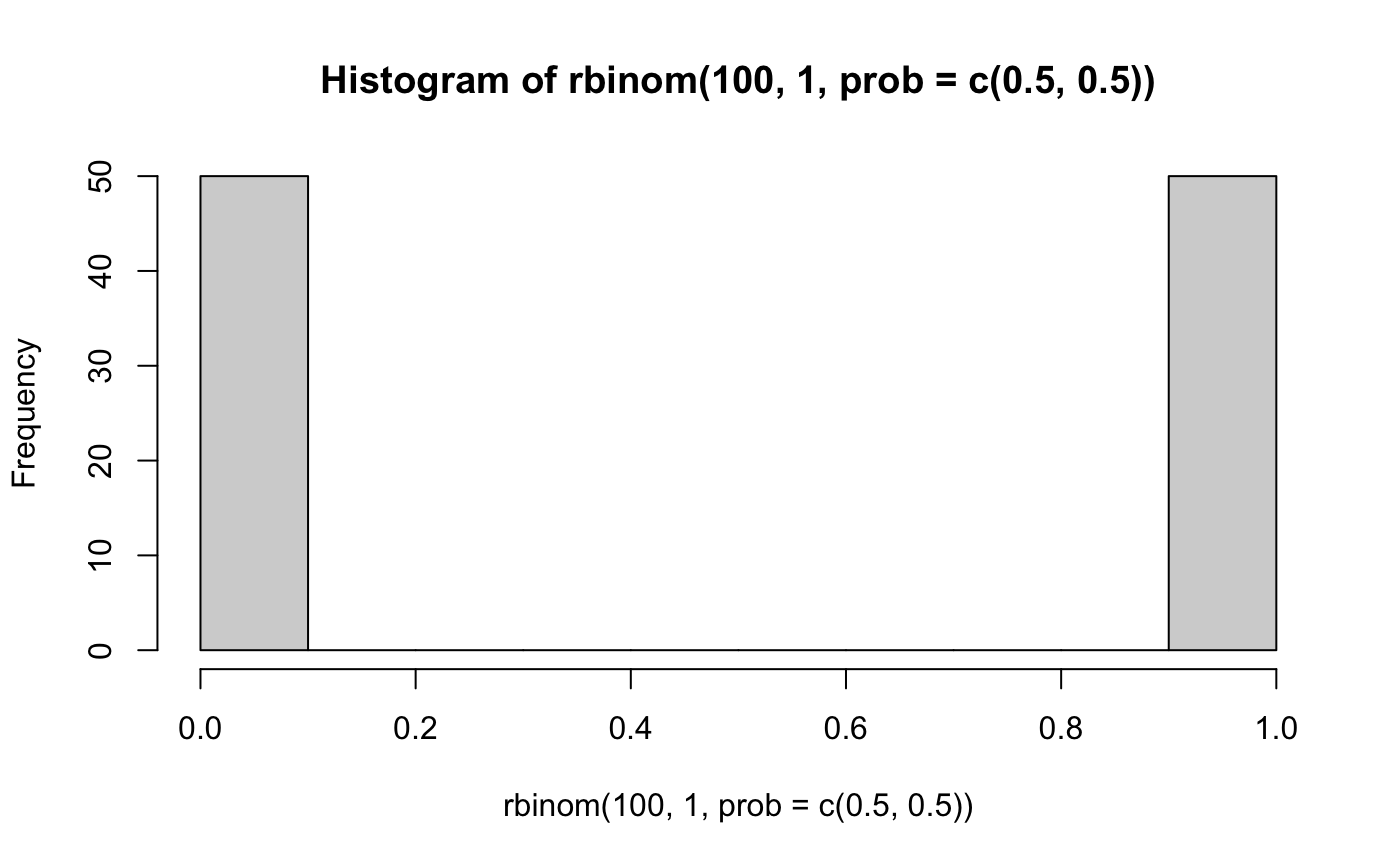 Histogram of rbinom(100, 1, prob = c(0.5, 0.5))
Frequency
50
40
30
20
10
0
0.0 0.2 0.4 0.6 0.8 1.0
rbinom(100, 1, prob = c(0.5, 0.5))